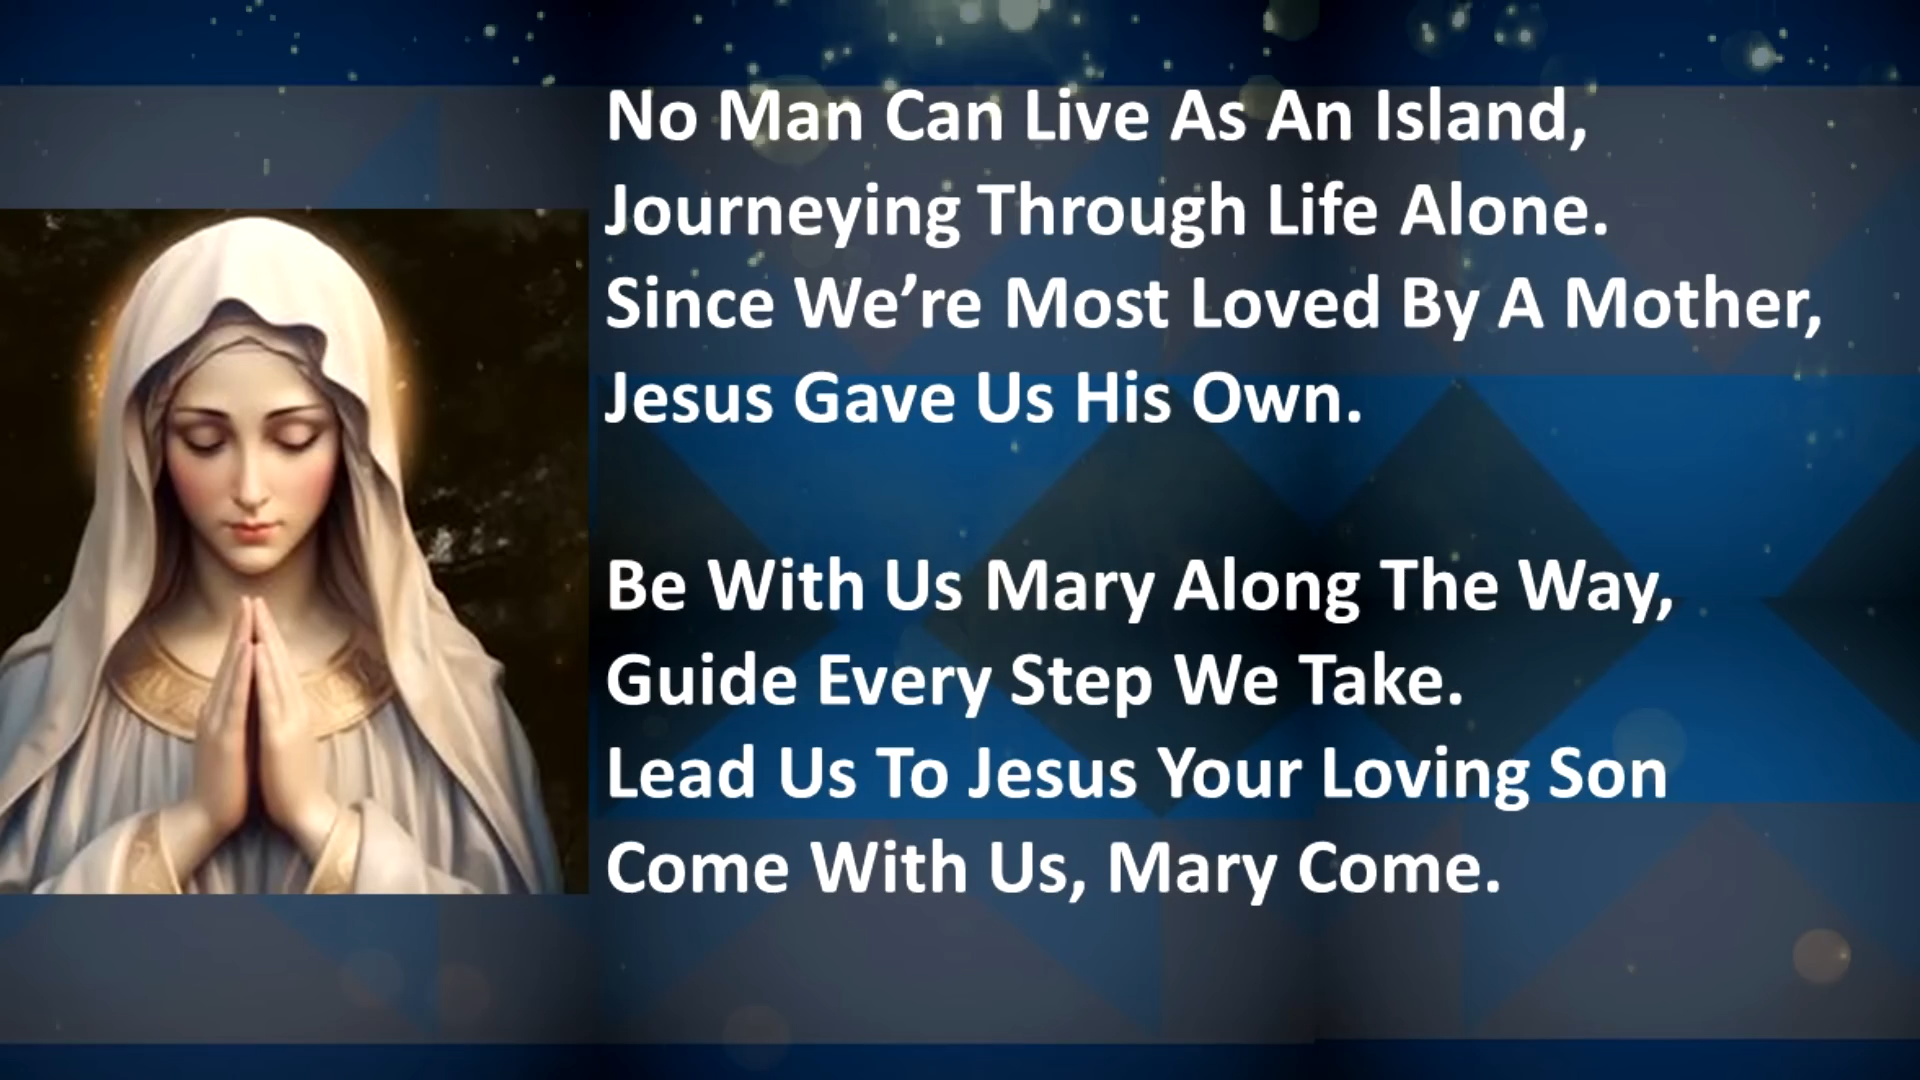 No Man Can Live As An Island,
Journeying Through Life Alone.
Since We’re Most Loved By A Mother,
Jesus Gave Us His Own.
Be With Us Mary Along The Way,
Guide Every Step We Take.
Lead Us To Jesus Your Loving Son
Come With Us, Mary Come.